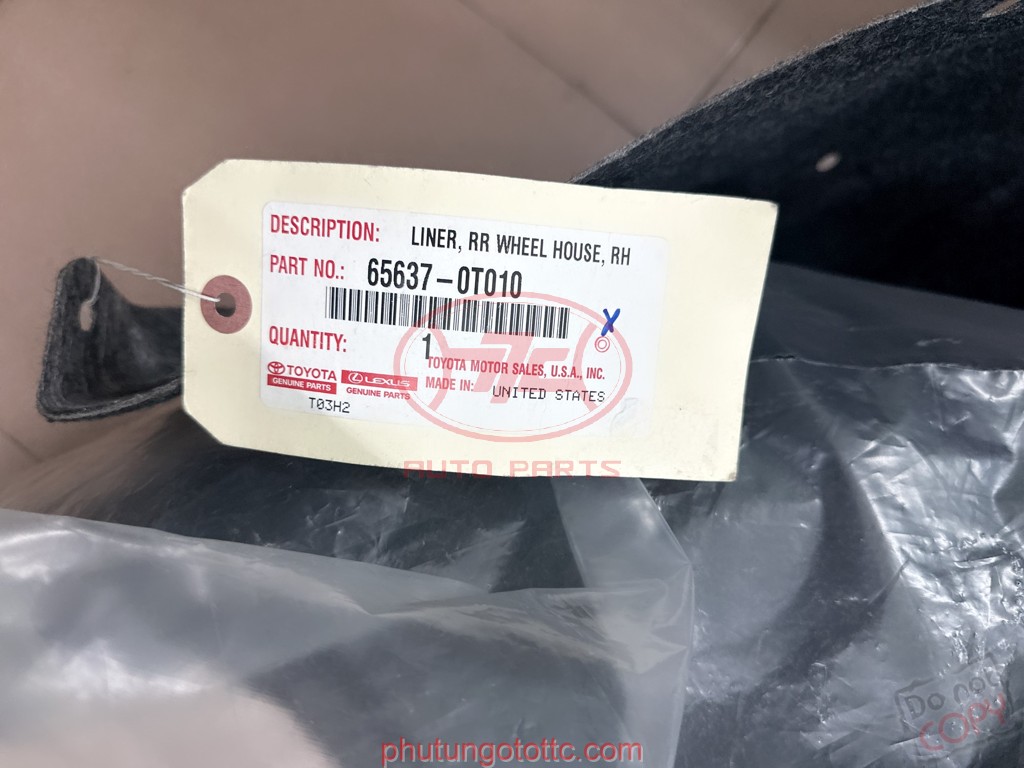 DESCRIPTION: LINER, RR WHEEL HOUSE, RH
PART NO.: 65637-0T010
QUANTITY: 1
TOYOTA MOTOR SALES, U.S.A., INC.
TOYOTA
GENUINE PARTS
LEXUS
GENUINE PARTS
MADE IN: UNITED STATES
T03H2
X
TTC
AUTO PARTS
Do not
COPY
phutungotottc.com